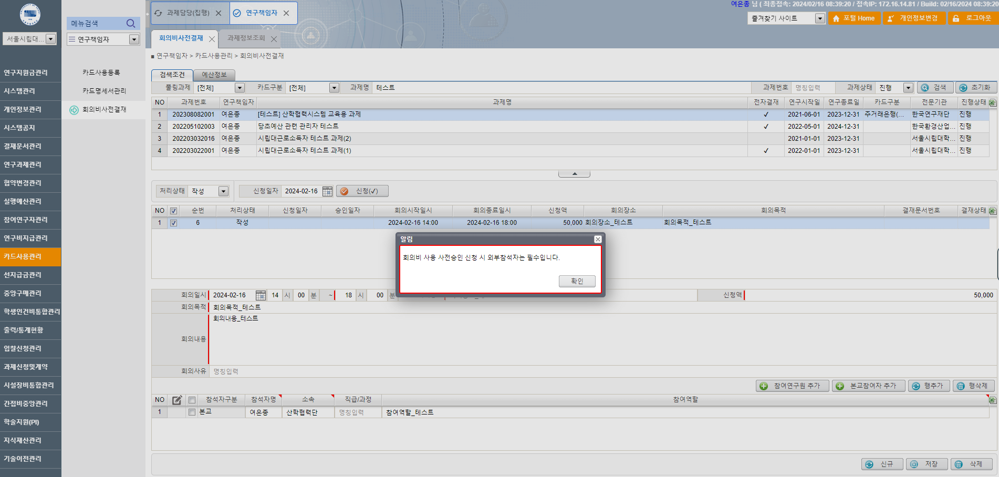 여은종 님 ( 최종접속: 2024/02/16 08:39:20 / 접속IP: 172.16.14.81 / Build: 02/16/2024 08:39:20
과제담당(집행)
연구책임자
즐겨찾기 사이트
포털 Home
개인정보변경
로그아웃
서울시립대...
메뉴검색
연구책임자
회의비사전결재
과제정보조회
연구책임자 > 카드사용관리 > 회의비사전결재
연구지원금관리
시스템관리
개인정보관리
시스템공지
결재문서관리
연구과제관리
협약변경관리
실행예산관리
참여연구자관리
연구비지급관리
카드사용관리
선지급금관리
중앙구매관리
학생인건비통합관리
출력/통계현황
입찰신청관리
과제신청및계약
시설장비통합관리
간접비중앙관리
학술지원(PI)
지식재산관리
기술이전관리
카드사용등록
카드명세서관리
회의비사전결재
검색조건
예산정보
풀링과제 [전체] 카드구분 [전체] 과제명 테스트 과제번호 명칭입력 과제상태 진행 검색 초기화
NO 과제번호 연구책임자 과제명 전자결재 연구시작일 연구종료일 카드구분 전문기관 진행상태
1 202308082001 여은종 [테스트] 산학협력시스템 교육용 과제 ✓ 2021-06-01 2023-12-31 주거래은행(... 한국연구재단 진행
2 202205102003 여은종 당초예산 관련 관리자 테스트 ✓ 2022-05-01 2024-12-31 한국환경산업... 진행
3 202203032016 여은종 시립대근로소득자 테스트 과제(2) 2021-01-01 2023-12-31 서울시립대학... 진행
4 202203022001 여은종 시립대근로소득자 테스트 과제(1) ✓ 2022-01-01 2023-12-31 서울시립대학... 진행
처리상태 작성 신청일자 2024-02-16 신청(✓)
NO 순번 처리상태 신청일자 승인일자 회의시작일시 회의종료일시 신청액 회의장소 회의목적 결재문서번호 결재상태
1 6 작성 2024-02-16 14:00 2024-02-16 18:00 50,000 회의장소_테스트 회의목적_테스트
알림
회의비 사용 사전승인 신청 시 외부참석자는 필수입니다.
확인
회의일시 2024-02-16 14 시 00 분 ~ 18 시 00 분 신청액 50,000
회의목적 회의목적_테스트
회의내용 회의내용_테스트
회의사유 명칭입력
참여연구원 추가 본교참여자 추가 행추가 행삭제
NO 참석자구분 참석자명 소속 직급/과정 참여역할
1 본교 여은종 산학협력단 명칭입력 참여역할_테스트
신규 저장 삭제